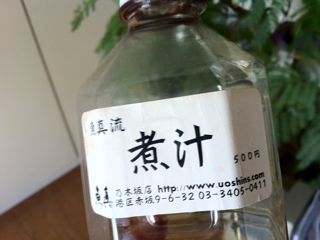 魚真流
煮汁
500円
魚真
乃木坂店 http://www.uoshins.com
港区赤坂9-6-32 03-3405-0411